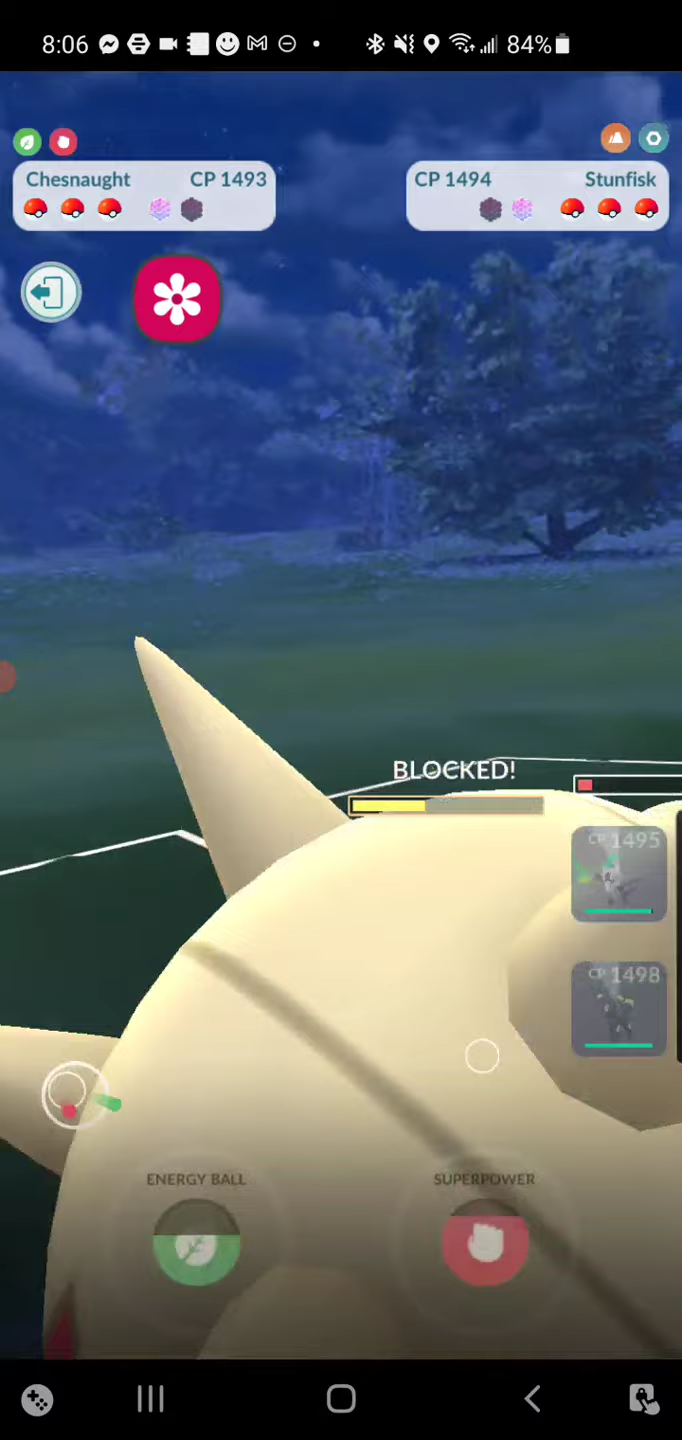 8:06 84%
Chesnaught CP 1493
CP 1494 Stunfisk
BLOCKED!
CP 1495
CP 1498
ENERGY BALL SUPERPOWER